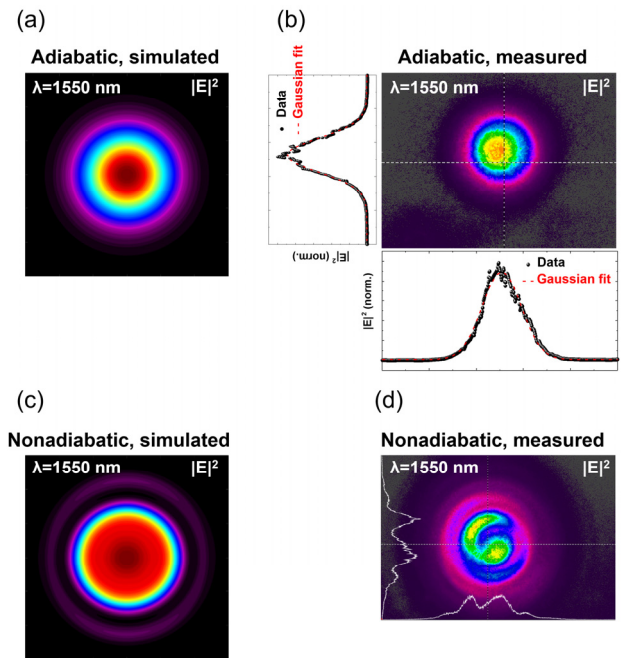 (a)
Adiabatic, simulated
λ=1550 nm |E|²
(b)
Adiabatic, measured
λ=1550 nm |E|²
• Data
-- Gaussian fit
|E|² (norm.)
|E|² (norm.)
Data
-- Gaussian fit
(c)
Nonadiabatic, simulated
λ=1550 nm |E|²
(d)
Nonadiabatic, measured
λ=1550 nm |E|²